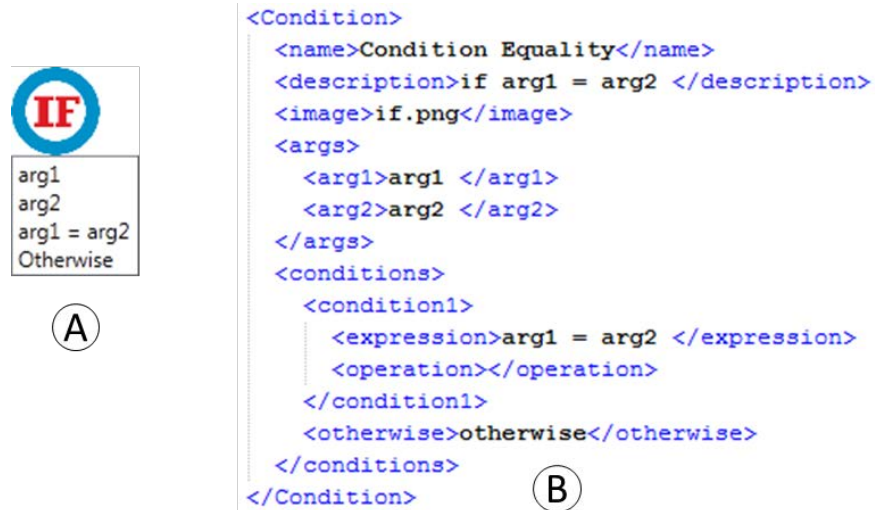 IF
arg1
arg2
arg1 = arg2
Otherwise
A
<Condition>
<name>Condition Equality</name>
<description>if arg1 = arg2 </description>
<image>if.png</image>
<args>
<arg1>arg1 </arg1>
<arg2>arg2 </arg2>
</args>
<conditions>
<condition1>
<expression>arg1 = arg2 </expression>
<operation></operation>
</condition1>
<otherwise>otherwise</otherwise>
</conditions>
</Condition>
B